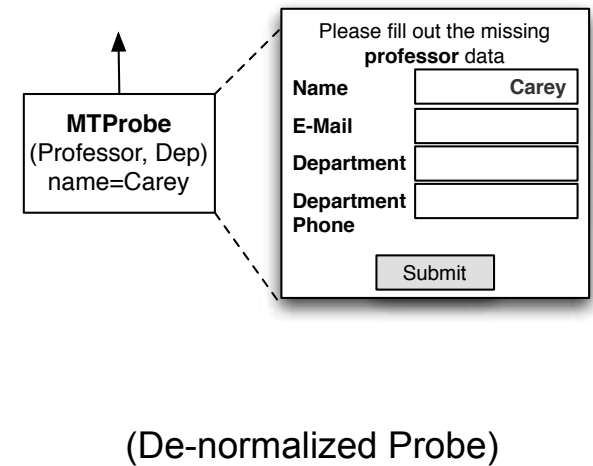 MTProbe
(Professor, Dep)
name=Carey
Please fill out the missing
professor data
Name Carey
E-Mail
Department
Department
Phone
Submit
(De-normalized Probe)